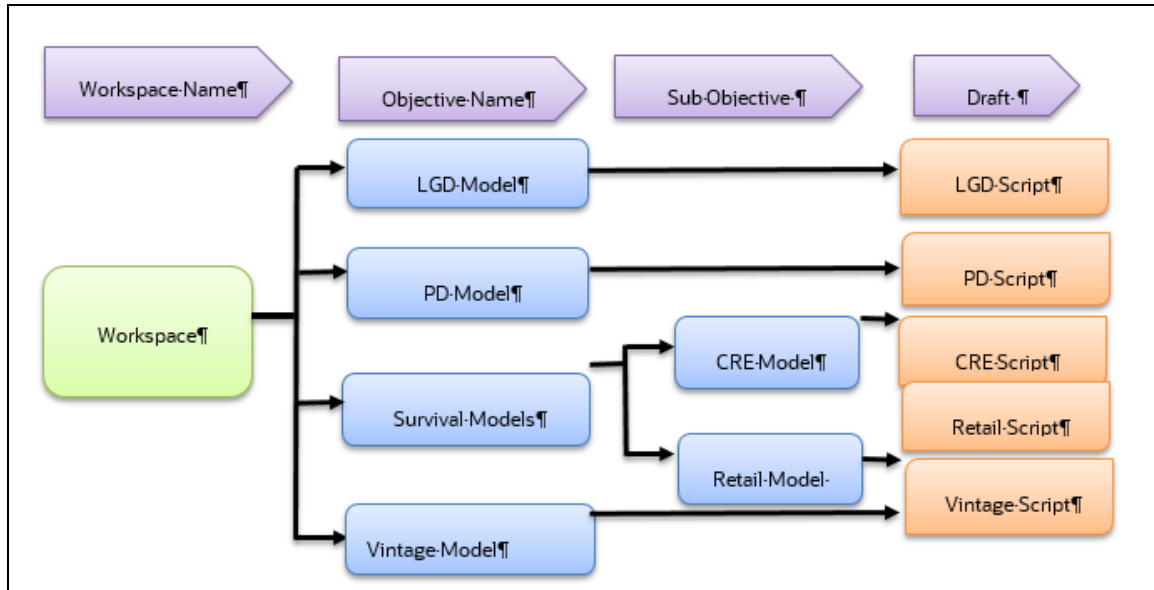 Workspace·Name¶
Objective·Name¶
Sub·Objective·¶
Draft·¶
LGD·Model¶
LGD·Script¶
PD·Model¶
PD·Script¶
Workspace¶
CRE·Model¶
CRE·Script¶
Survival·Models¶
Retail·Script¶
Retail·Model·
Vintage·Script¶
Vintage·Model¶